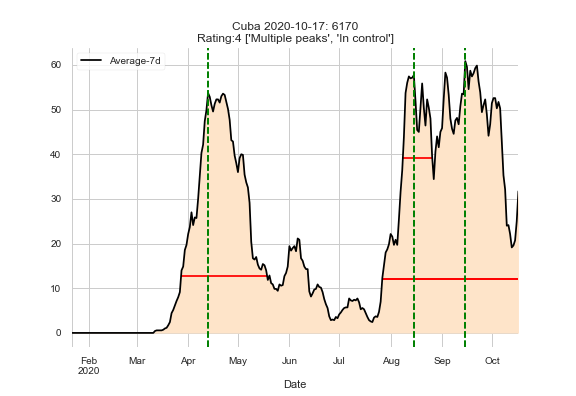 Cuba 2020-10-17: 6170
Rating:4 ['Multiple peaks', 'In control']
Average-7d
60
50
40
30
20
10
0
Feb
2020
Mar
Apr
May
Jun
Jul
Aug
Sep
Oct
Date